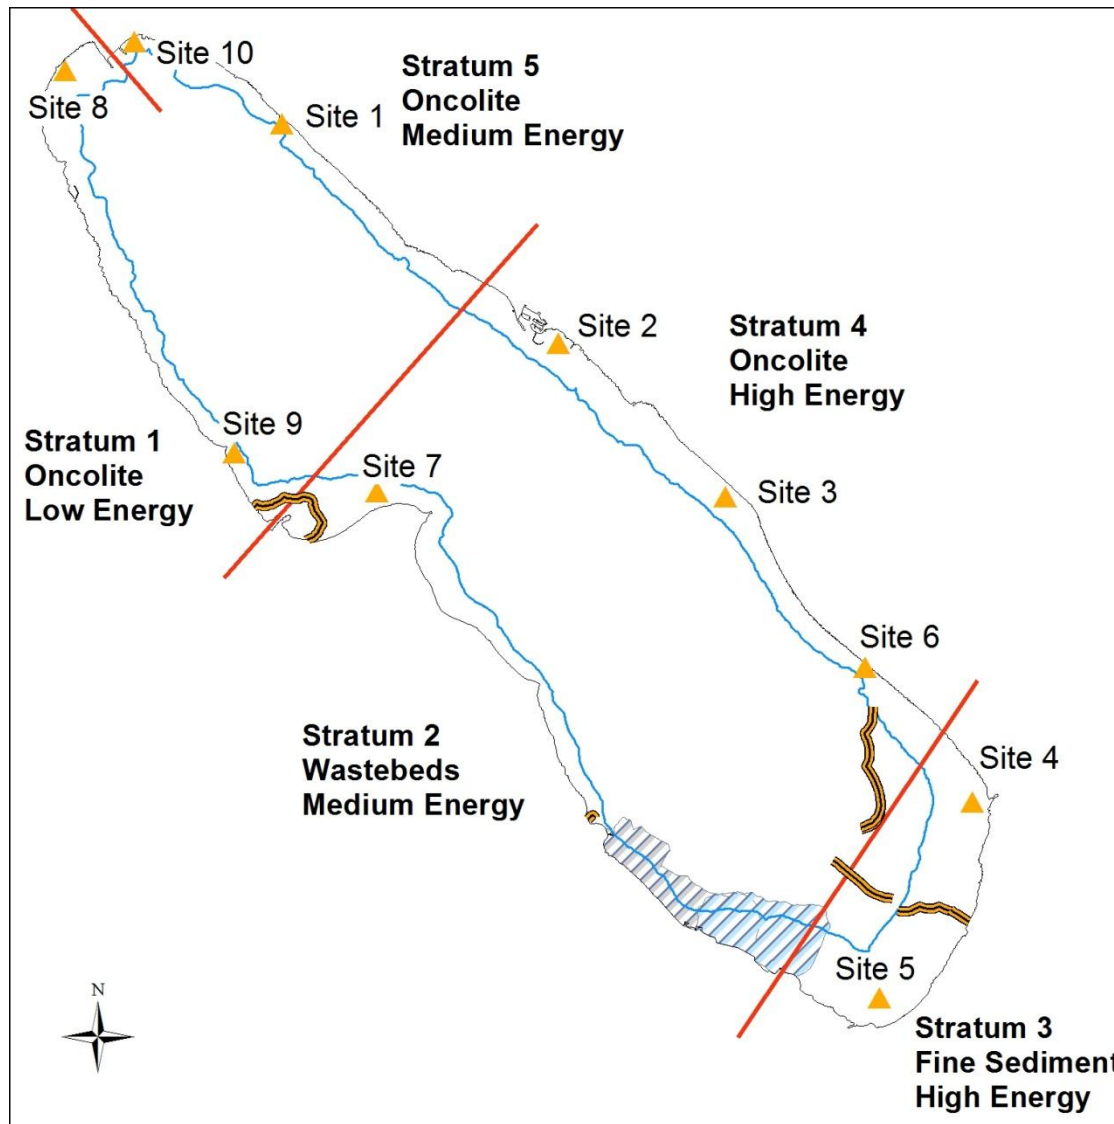 Site 10
Site 8
Site 1
Stratum 5
Oncolite
Medium Energy
Site 2
Stratum 4
Oncolite
High Energy
Site 9
Stratum 1
Oncolite
Low Energy
Site 7
Site 3
Site 6
Stratum 2
Wastebeds
Medium Energy
Site 4
Site 5
Stratum 3
Fine Sediment
High Energy
N